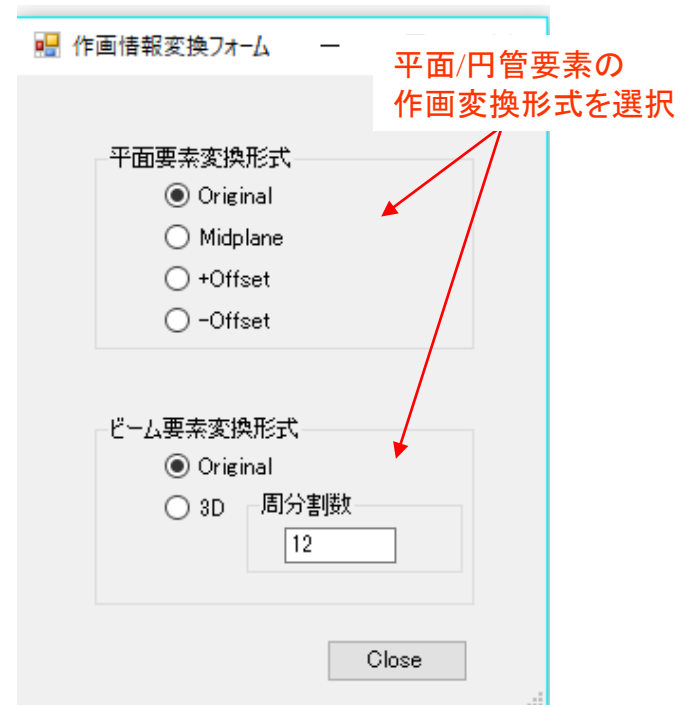 作画情報変換フォーム
平面/円管要素の
作画変換形式を選択
平面要素変換形式
Original
Midplane
+Offset
-Offset
ビーム要素変換形式
Original
3D
周分割数
12
Close